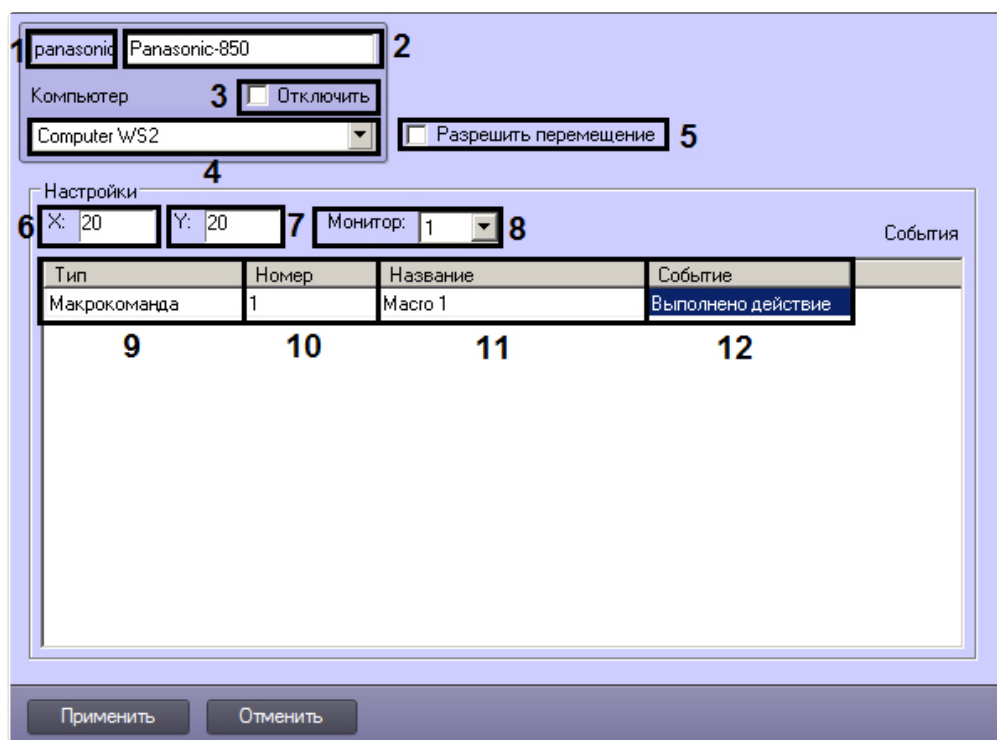 1 panasonic Panasonic-850 2
Компьютер 3 Отключить
Computer WS2 Разрешить перемещение 5
4
Настройки
6 X: 20 Y: 20 7 Монитор: 1 8
События
Тип Номер Название Событие
Макрокоманда 1 Macro 1 Выполнено действие
9 10 11 12
Применить Отменить